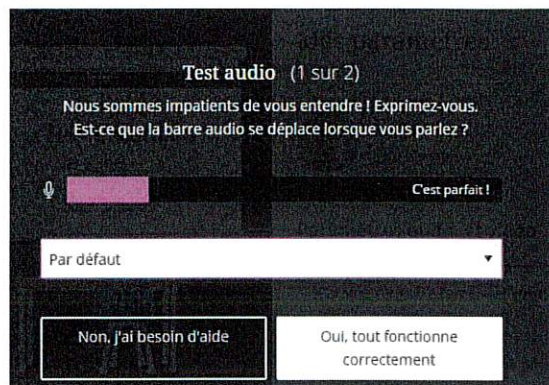 Test audio (1 sur 2)
Nous sommes impatients de vous entendre ! Exprimez-vous.
Est-ce que la barre audio se déplace lorsque vous parlez ?
C'est parfait !
Par défaut
Non, j'ai besoin d'aide
Oui, tout fonctionne
correctement